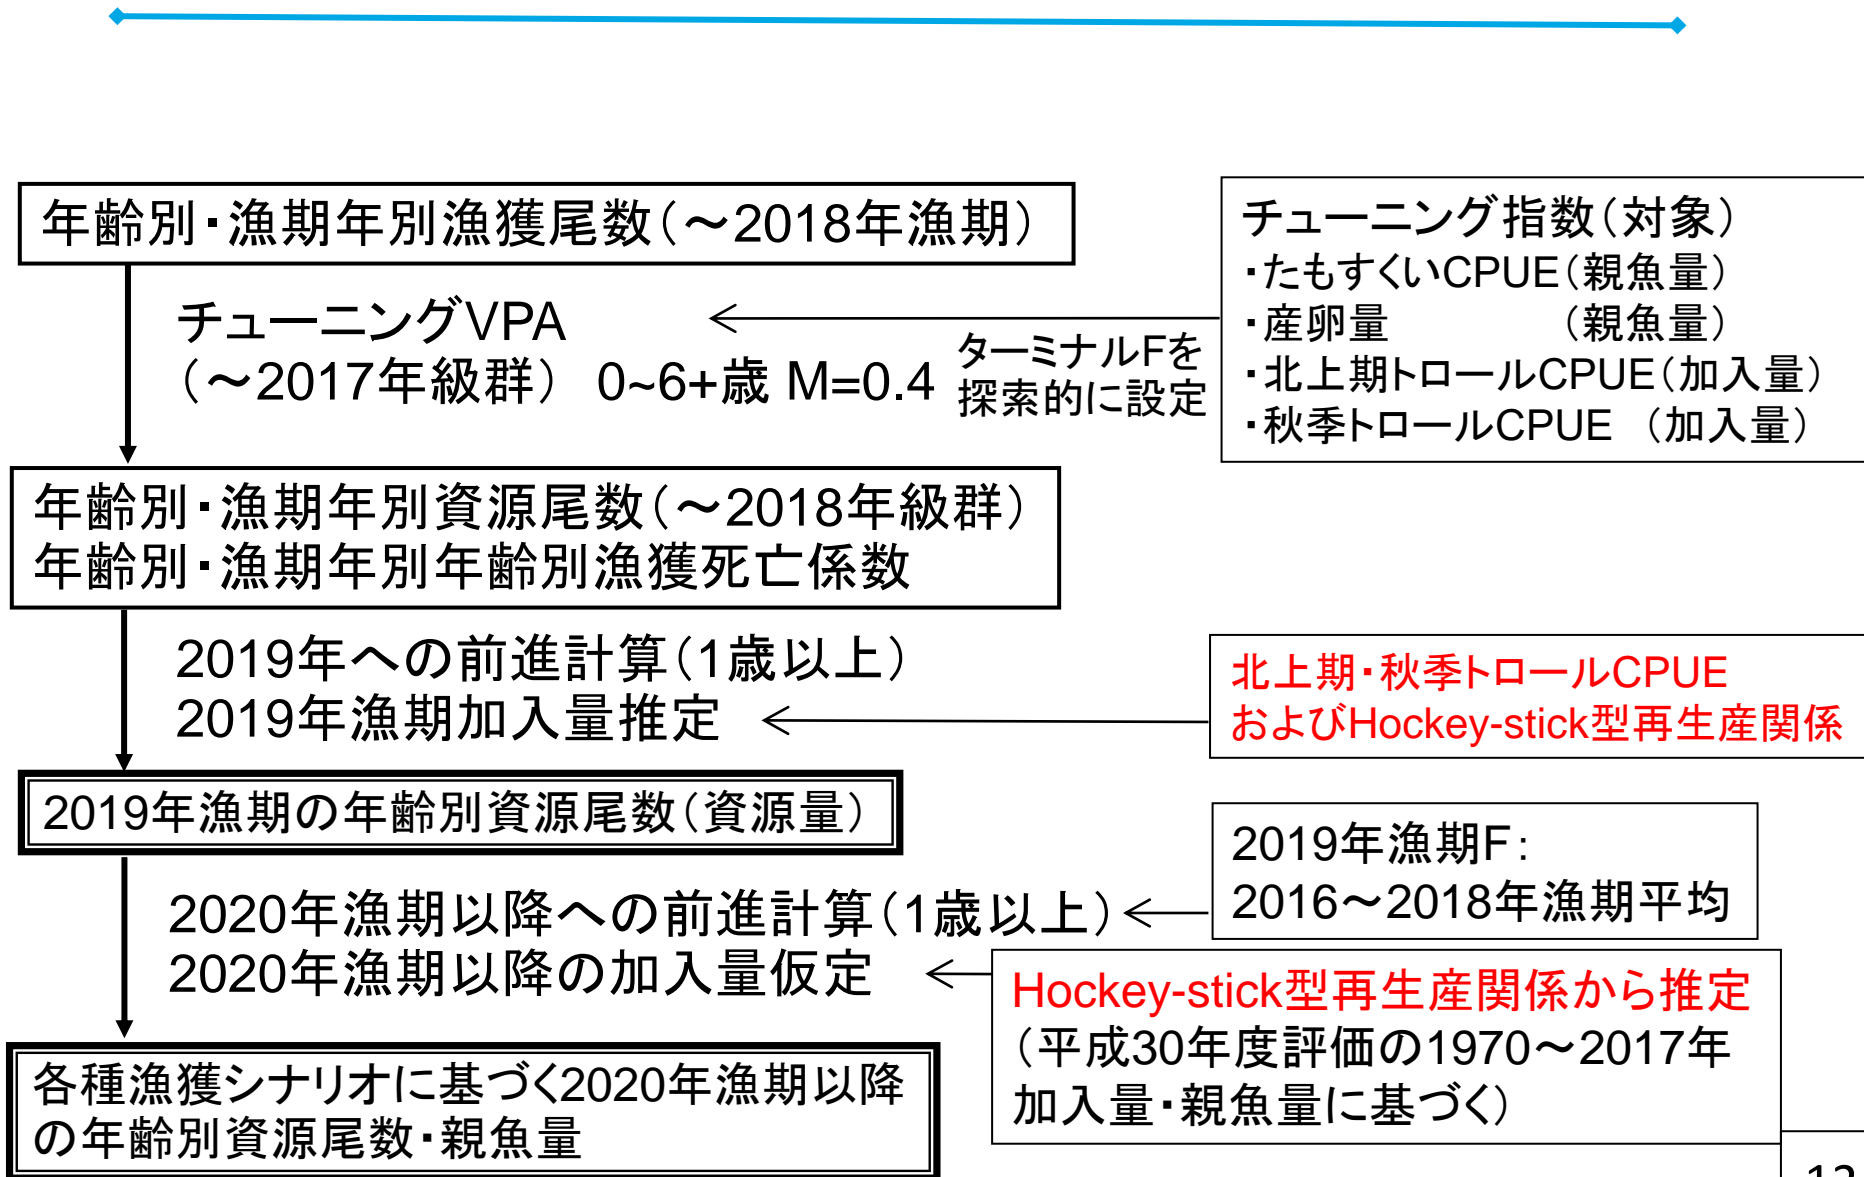 年齢別・漁期年別漁獲尾数（～2018年漁期）
チューニングVPA
（～2017年級群） 0~6+歳 M=0.4
ターミナルFを
探索的に設定
チューニング指数（対象）
・たもすくいCPUE（親魚量）
・産卵量 （親魚量）
・北上期トロールCPUE（加入量）
・秋季トロールCPUE （加入量）
年齢別・漁期年別資源尾数（～2018年級群）
年齢別・漁期年別年齢別漁獲死亡係数
2019年への前進計算（1歳以上）
2019年漁期加入量推定
北上期・秋季トロールCPUE
およびHockey-stick型再生産関係
2019年漁期の年齢別資源尾数（資源量）
2019年漁期F：
2016～2018年漁期平均
2020年漁期以降への前進計算（1歳以上）
2020年漁期以降の加入量仮定
Hockey-stick型再生産関係から推定
（平成30年度評価の1970～2017年
加入量・親魚量に基づく）
各種漁獲シナリオに基づく2020年漁期以降
の年齢別資源尾数・親魚量